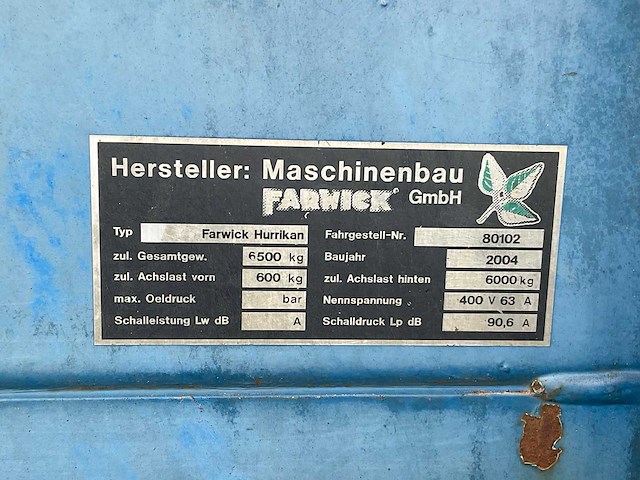 Hersteller: Maschinenbau
FARWICK GmbH
Typ Farwick Hurrikan Fahrgestell-Nr. 80102
zul. Gesamtgew. 6500 kg Baujahr 2004
zul. Achslast vorn 600 kg zul. Achslast hinten 6000 kg
max. Oeldruck bar Nennspannung 400 V 63 A
Schalleistung Lw dB A Schalldruck Lp dB 90,6 A